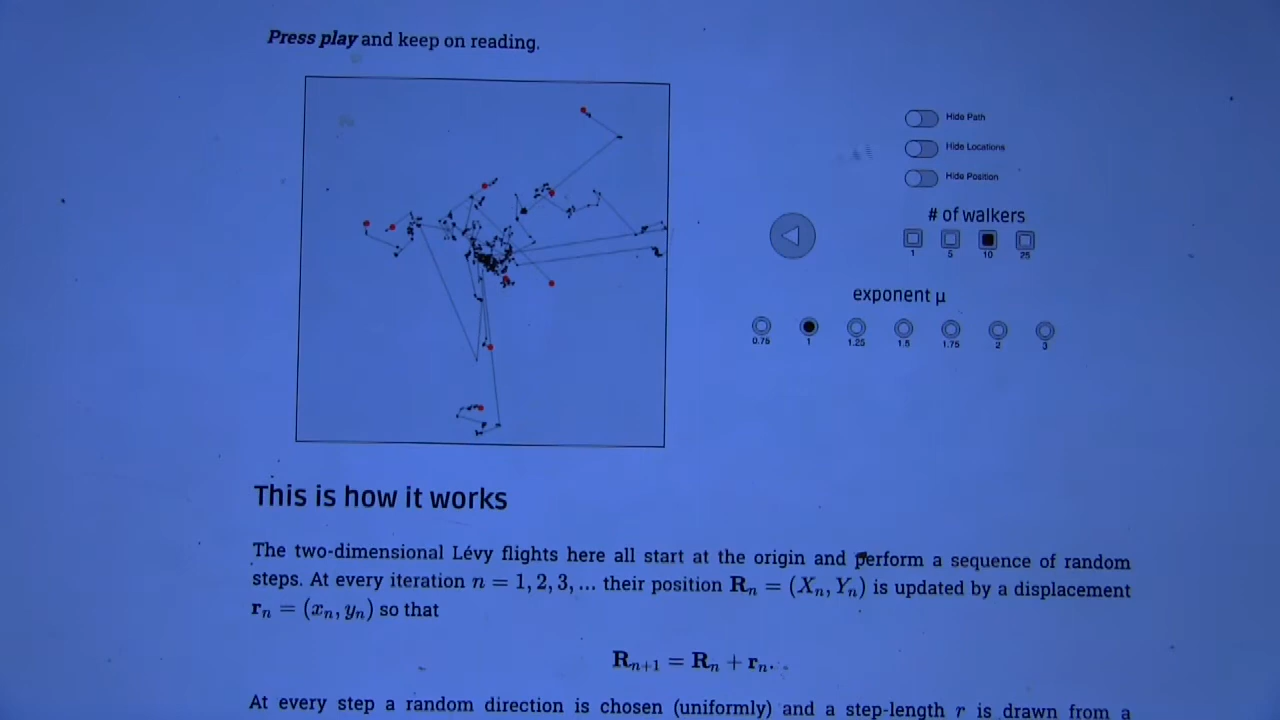 Press play and keep on reading.
Hide Path
Hide Locations
Hide Position
# of walkers
1 5 10 25
exponent μ
0.75 1 1.25 1.5 1.75 2 3
This is how it works
The two-dimensional Lévy flights here all start at the origin and perform a sequence of random
steps. At every iteration n = 1, 2, 3, ... their position Rₙ = (Xₙ, Yₙ) is updated by a displacement
rₙ = (xₙ, yₙ) so that
Rₙ₊₁ = Rₙ + rₙ.
At every step a random direction is chosen (uniformly) and a step-length r is drawn from a